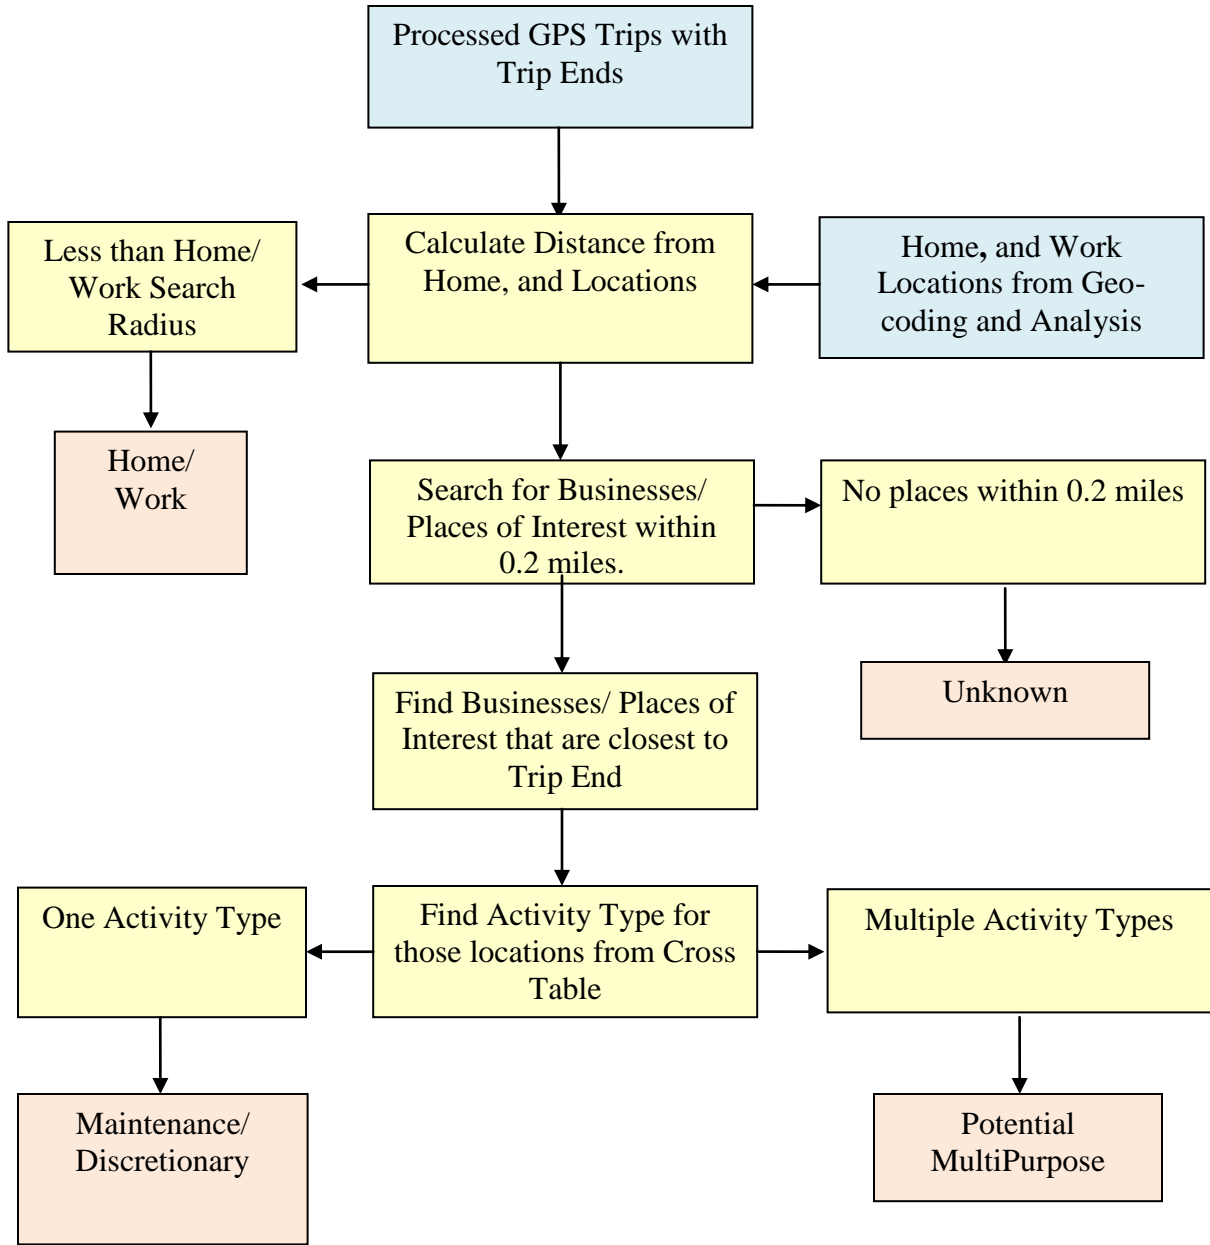 Processed GPS Trips with
Trip Ends
Less than Home/
Work Search
Radius
Calculate Distance from
Home, and Locations
Home, and Work
Locations from Geo-
coding and Analysis
Home/
Work
Search for Businesses/
Places of Interest within
0.2 miles.
No places within 0.2 miles
Unknown
Find Businesses/ Places of
Interest that are closest to
Trip End
One Activity Type
Find Activity Type for
those locations from Cross
Table
Multiple Activity Types
Maintenance/
Discretionary
Potential
MultiPurpose